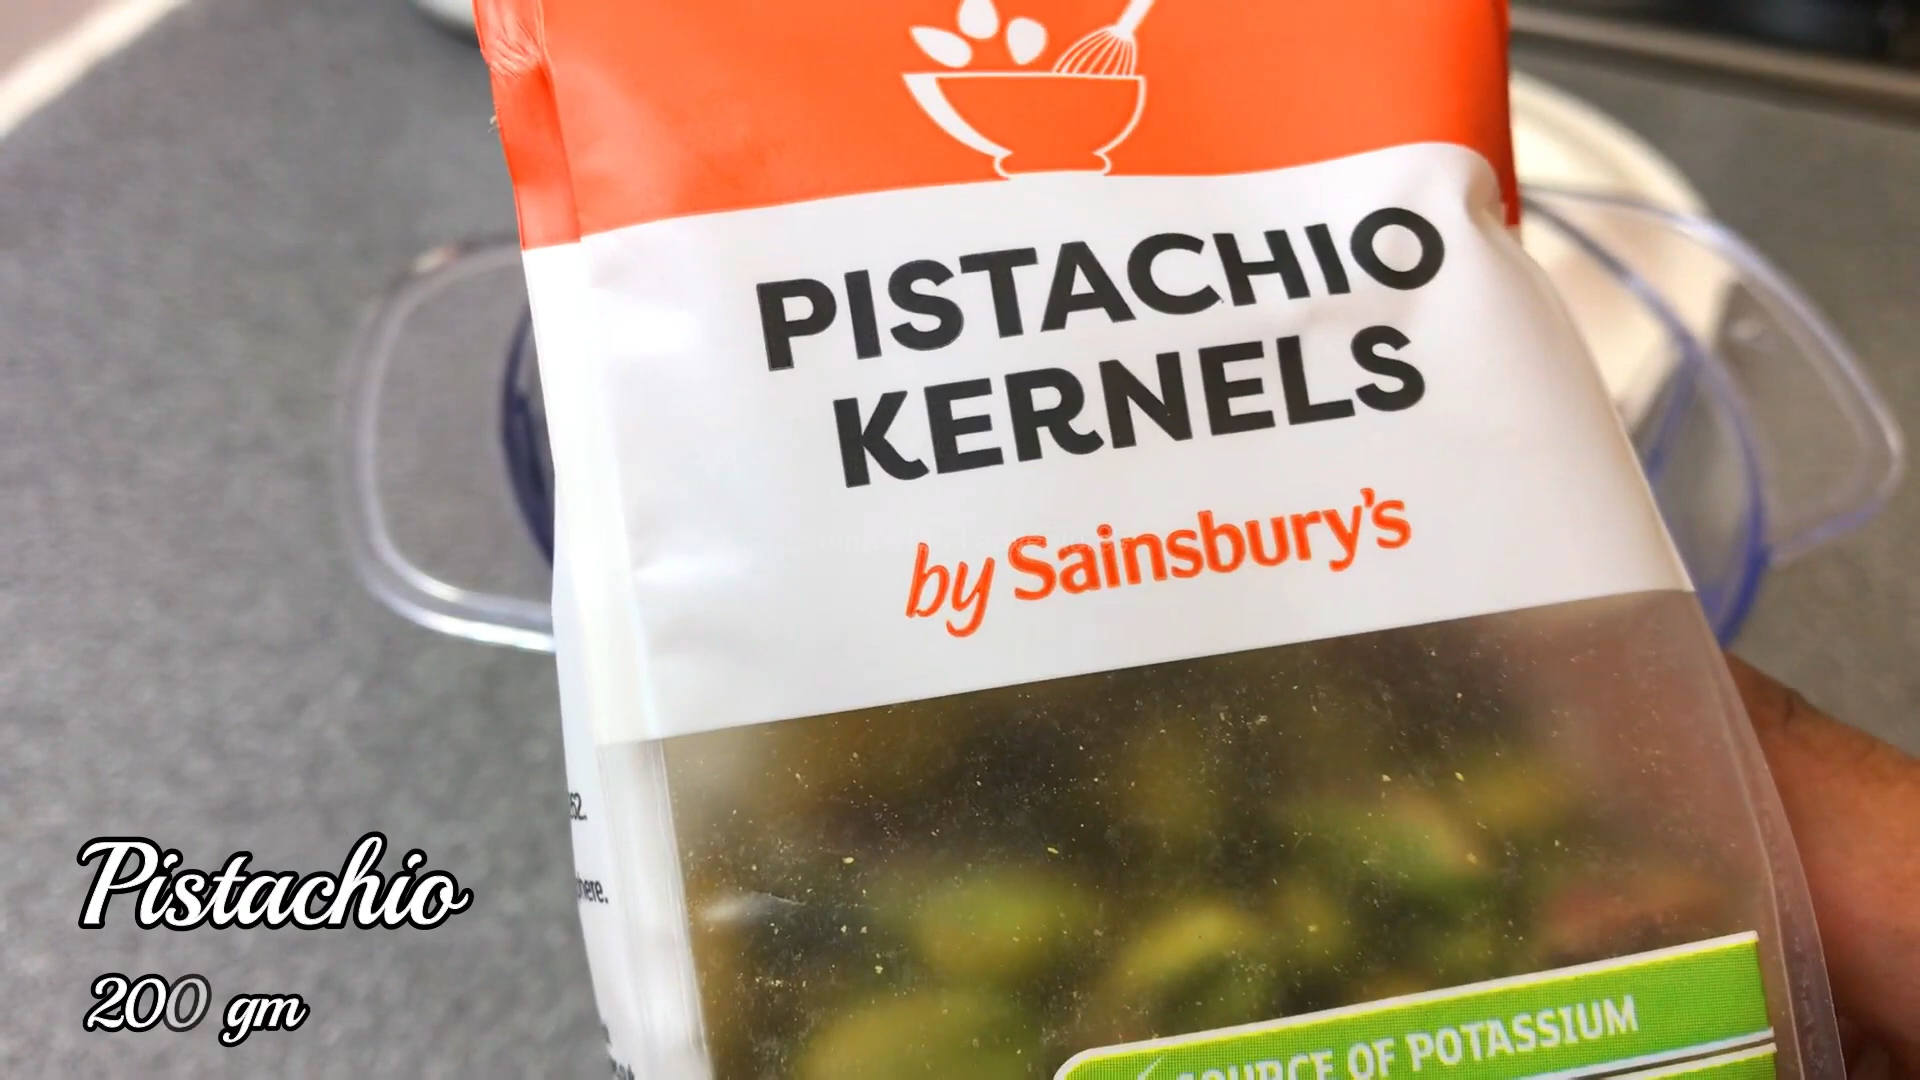 PISTACHIO
KERNELS
by Sainsbury's
Pistachio
200 gm
SOURCE OF POTASSIUM